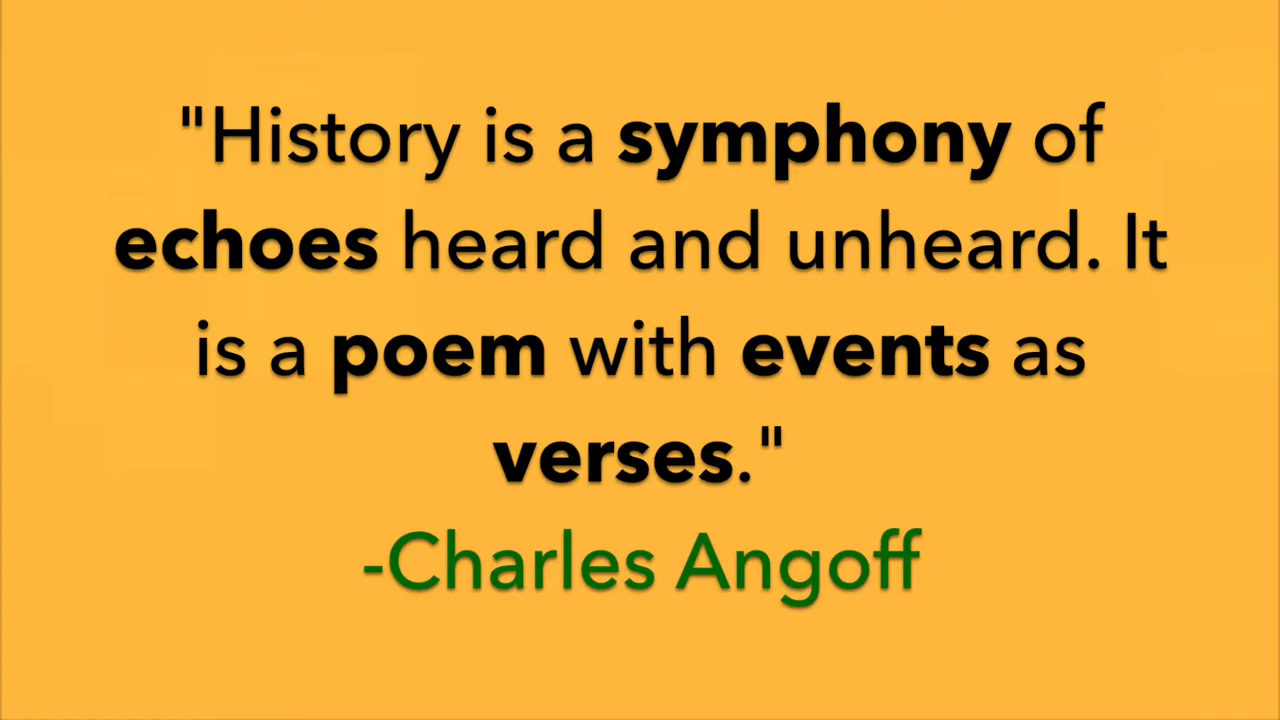 "History is a symphony of
echoes heard and unheard. It
is a poem with events as
verses."
-Charles Angoff